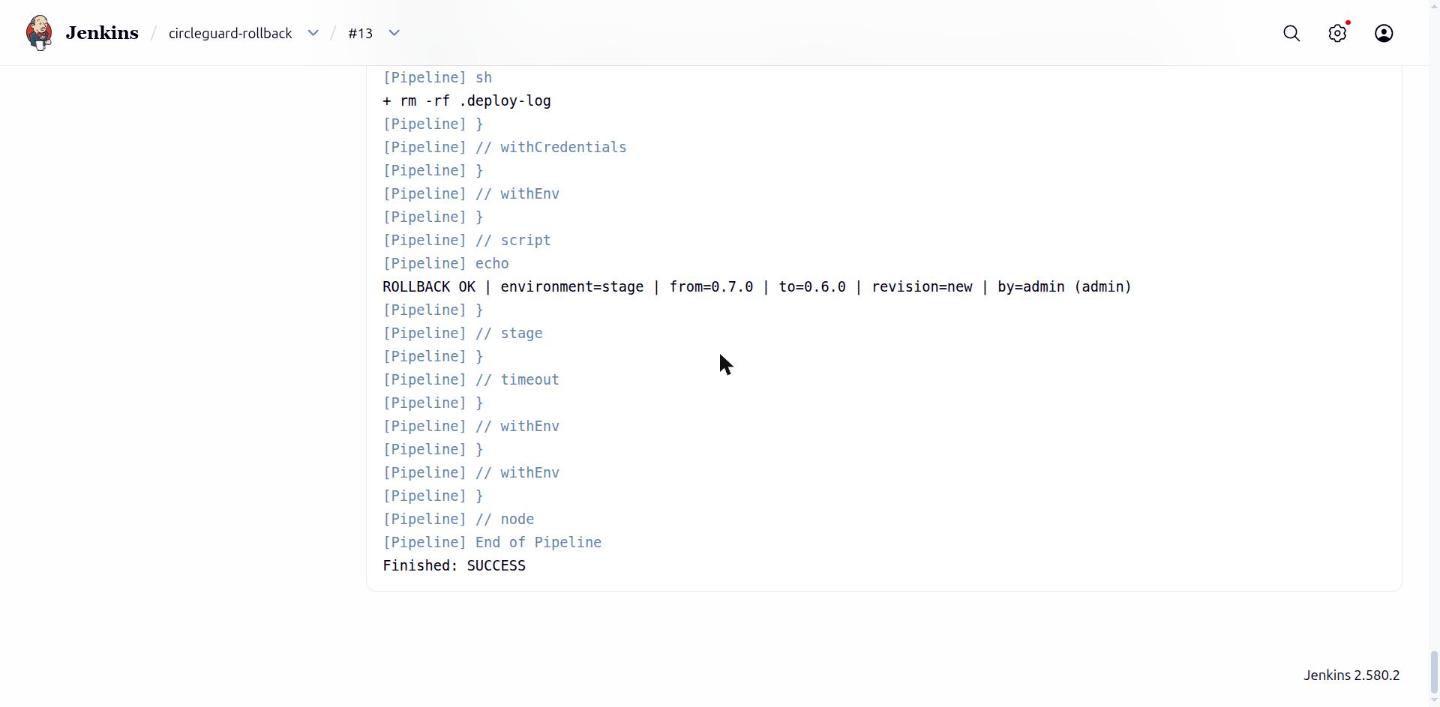 Jenkins / circleguard-rollback / #13
[Pipeline] sh
+ rm -rf .deploy-log
[Pipeline] }
[Pipeline] // withCredentials
[Pipeline] }
[Pipeline] // withEnv
[Pipeline] }
[Pipeline] // script
[Pipeline] echo
ROLLBACK OK | environment=stage | from=0.7.0 | to=0.6.0 | revision=new | by=admin (admin)
[Pipeline] }
[Pipeline] // stage
[Pipeline] }
[Pipeline] // timeout
[Pipeline] }
[Pipeline] // withEnv
[Pipeline] }
[Pipeline] // withEnv
[Pipeline] }
[Pipeline] // node
[Pipeline] End of Pipeline
Finished: SUCCESS
Jenkins 2.580.2